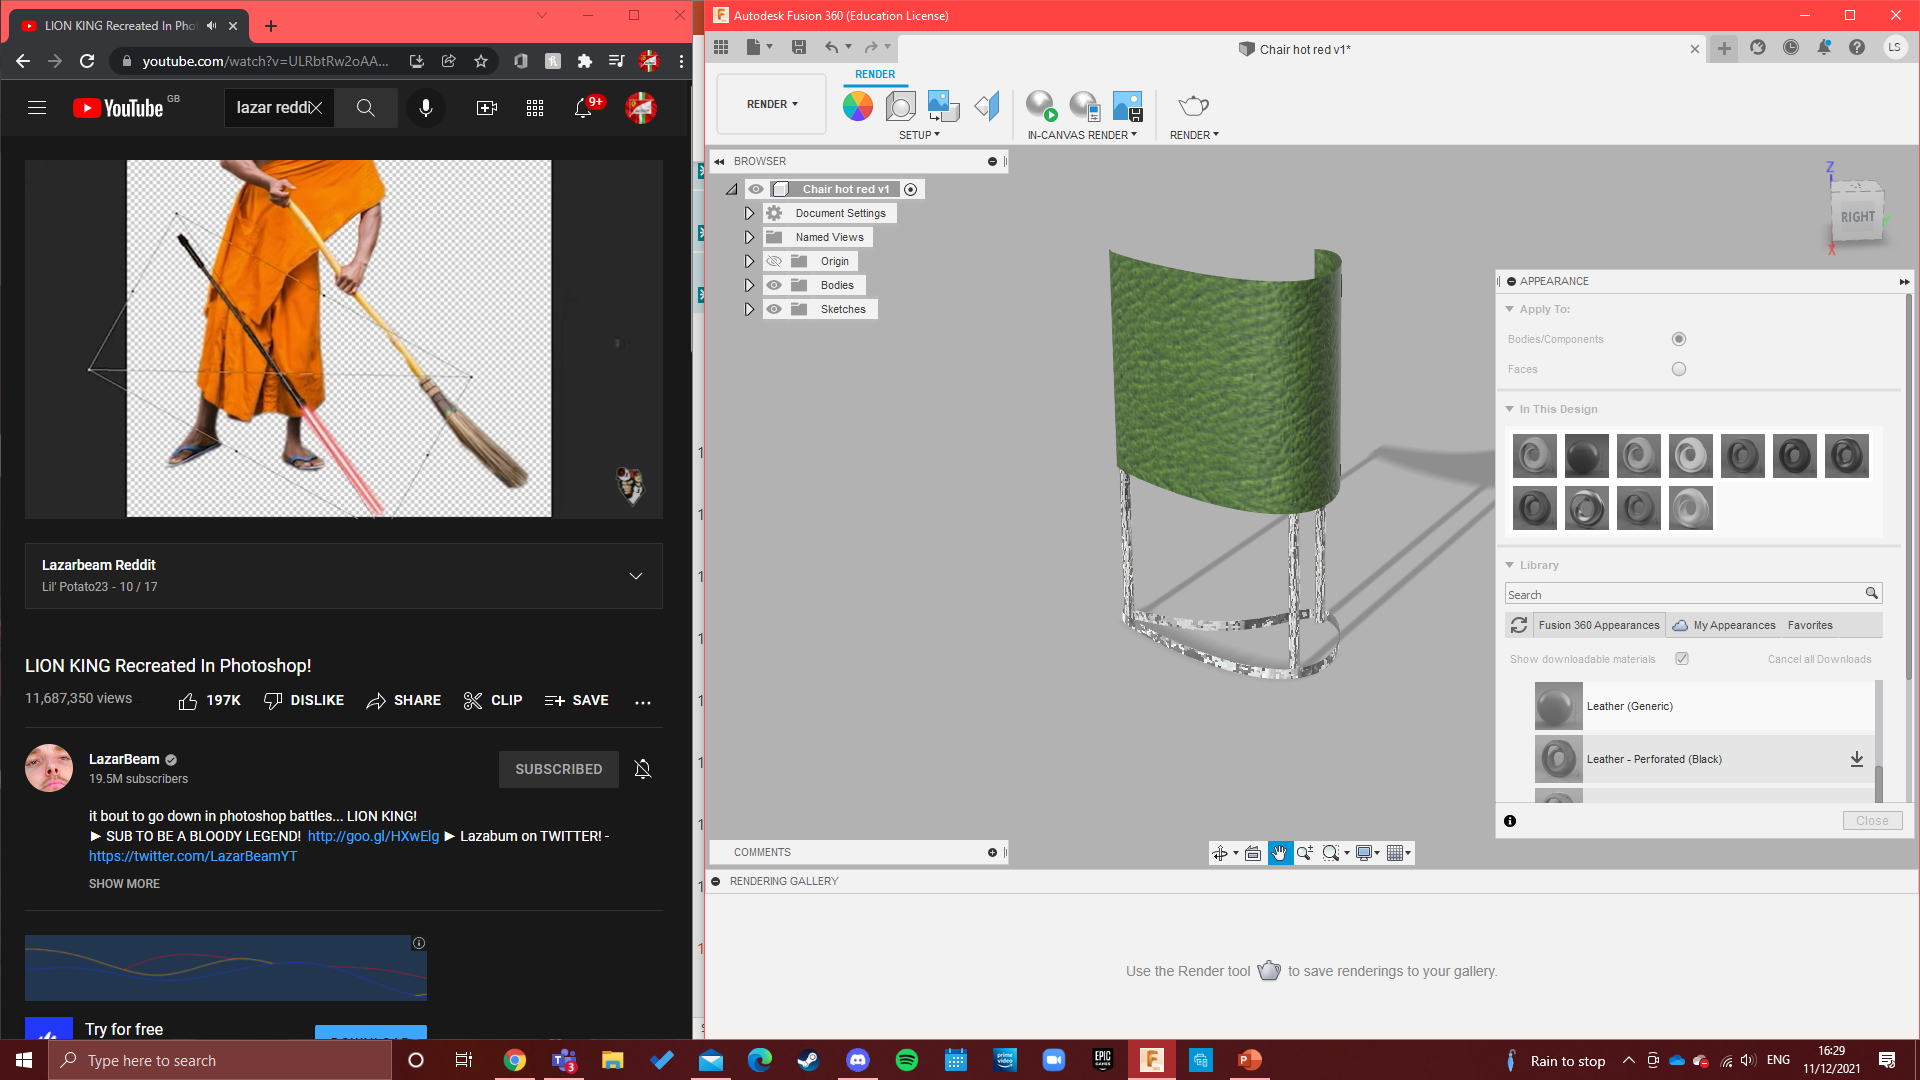 LION KING Recreated In Pho
youtube.com/watch?v=ULRbtRw2oAA...
YouTube GB
lazar reddi
9+
Lazarbeam Reddit
Lil' Potato23 - 10 / 17
LION KING Recreated In Photoshop!
11,687,350 views
197K
DISLIKE
SHARE
CLIP
SAVE
LazarBeam
19.5M subscribers
SUBSCRIBED
it bout to go down in photoshop battles... LION KING!
► SUB TO BE A BLOODY LEGEND! http://goo.gl/HXwElg ► Lazabum on TWITTER! -
https://twitter.com/LazarBeamYT
SHOW MORE
Try for free
Autodesk Fusion 360 (Education License)
Chair hot red v1*
LS
RENDER
RENDER
SETUP
IN-CANVAS RENDER
RENDER
BROWSER
Chair hot red v1
Document Settings
Named Views
Origin
Bodies
Sketches
Z
RIGHT
X
APPEARANCE
Apply To:
Bodies/Components
Faces
In This Design
Library
Search
Fusion 360 Appearances
My Appearances
Favorites
Show downloadable materials
Cancel all Downloads
Leather (Generic)
Leather - Perforated (Black)
Close
COMMENTS
RENDERING GALLERY
Use the Render tool to save renderings to your gallery.
Type here to search
3
prime video
EPIC GAMES
Rain to stop
ENG
16:29
11/12/2021